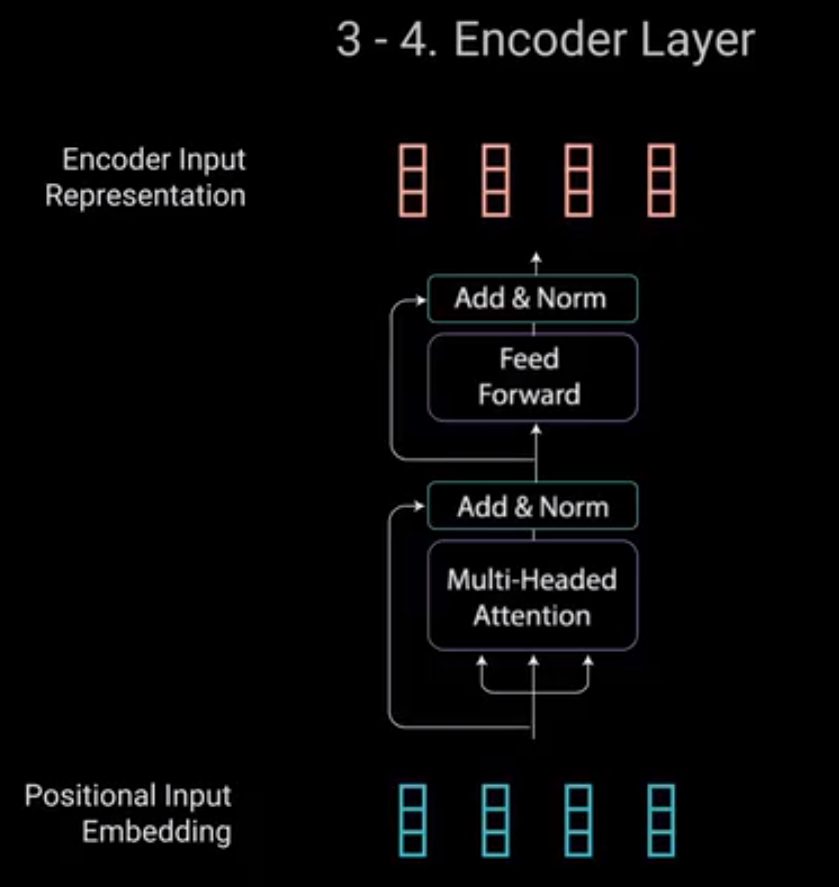 3 - 4. Encoder Layer
Encoder Input
Representation
Add & Norm
Feed
Forward
Add & Norm
Multi-Headed
Attention
Positional Input
Embedding